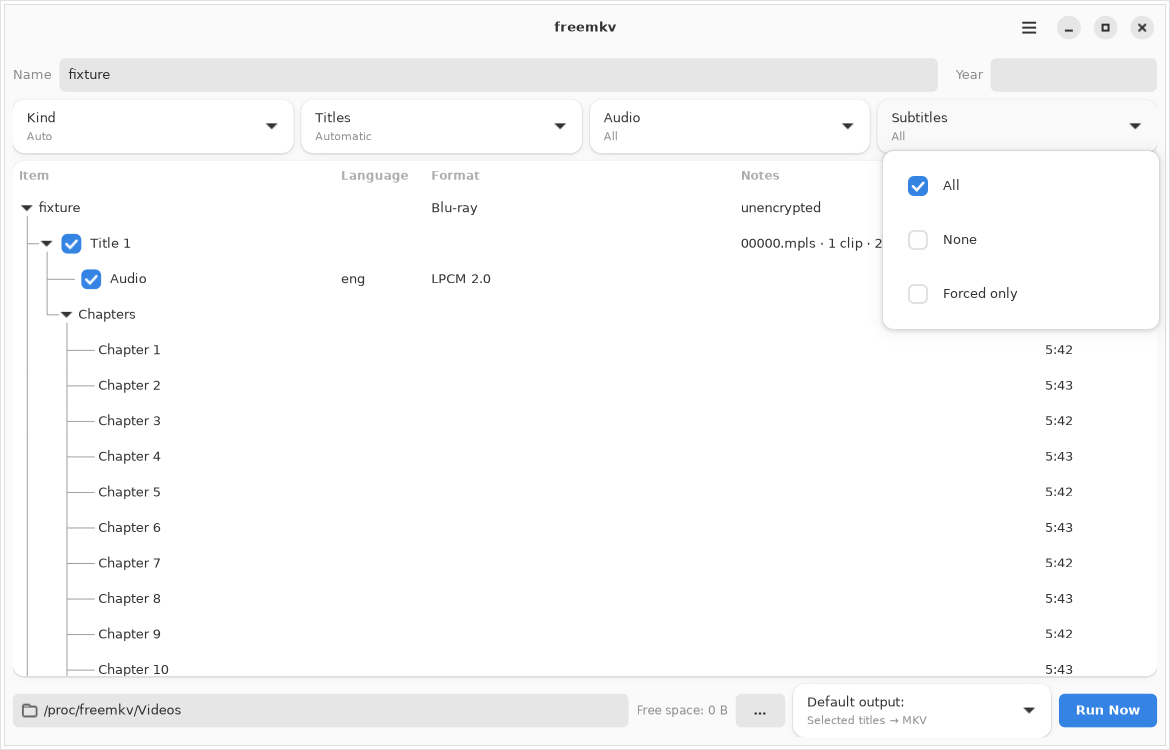 freemkv
Name fixture Year
Kind
Auto
Titles
Automatic
Audio
All
Subtitles
All
Item Language Format Notes
All
None
Forced only
fixture Blu-ray unencrypted
Title 1 00000.mpls · 1 clip · 2
Audio eng LPCM 2.0
Chapters
Chapter 1 5:42
Chapter 2 5:43
Chapter 3 5:42
Chapter 4 5:43
Chapter 5 5:42
Chapter 6 5:43
Chapter 7 5:42
Chapter 8 5:43
Chapter 9 5:42
Chapter 10 5:43
/proc/freemkv/Videos Free space: 0 B ...
Default output:
Selected titles → MKV
Run Now